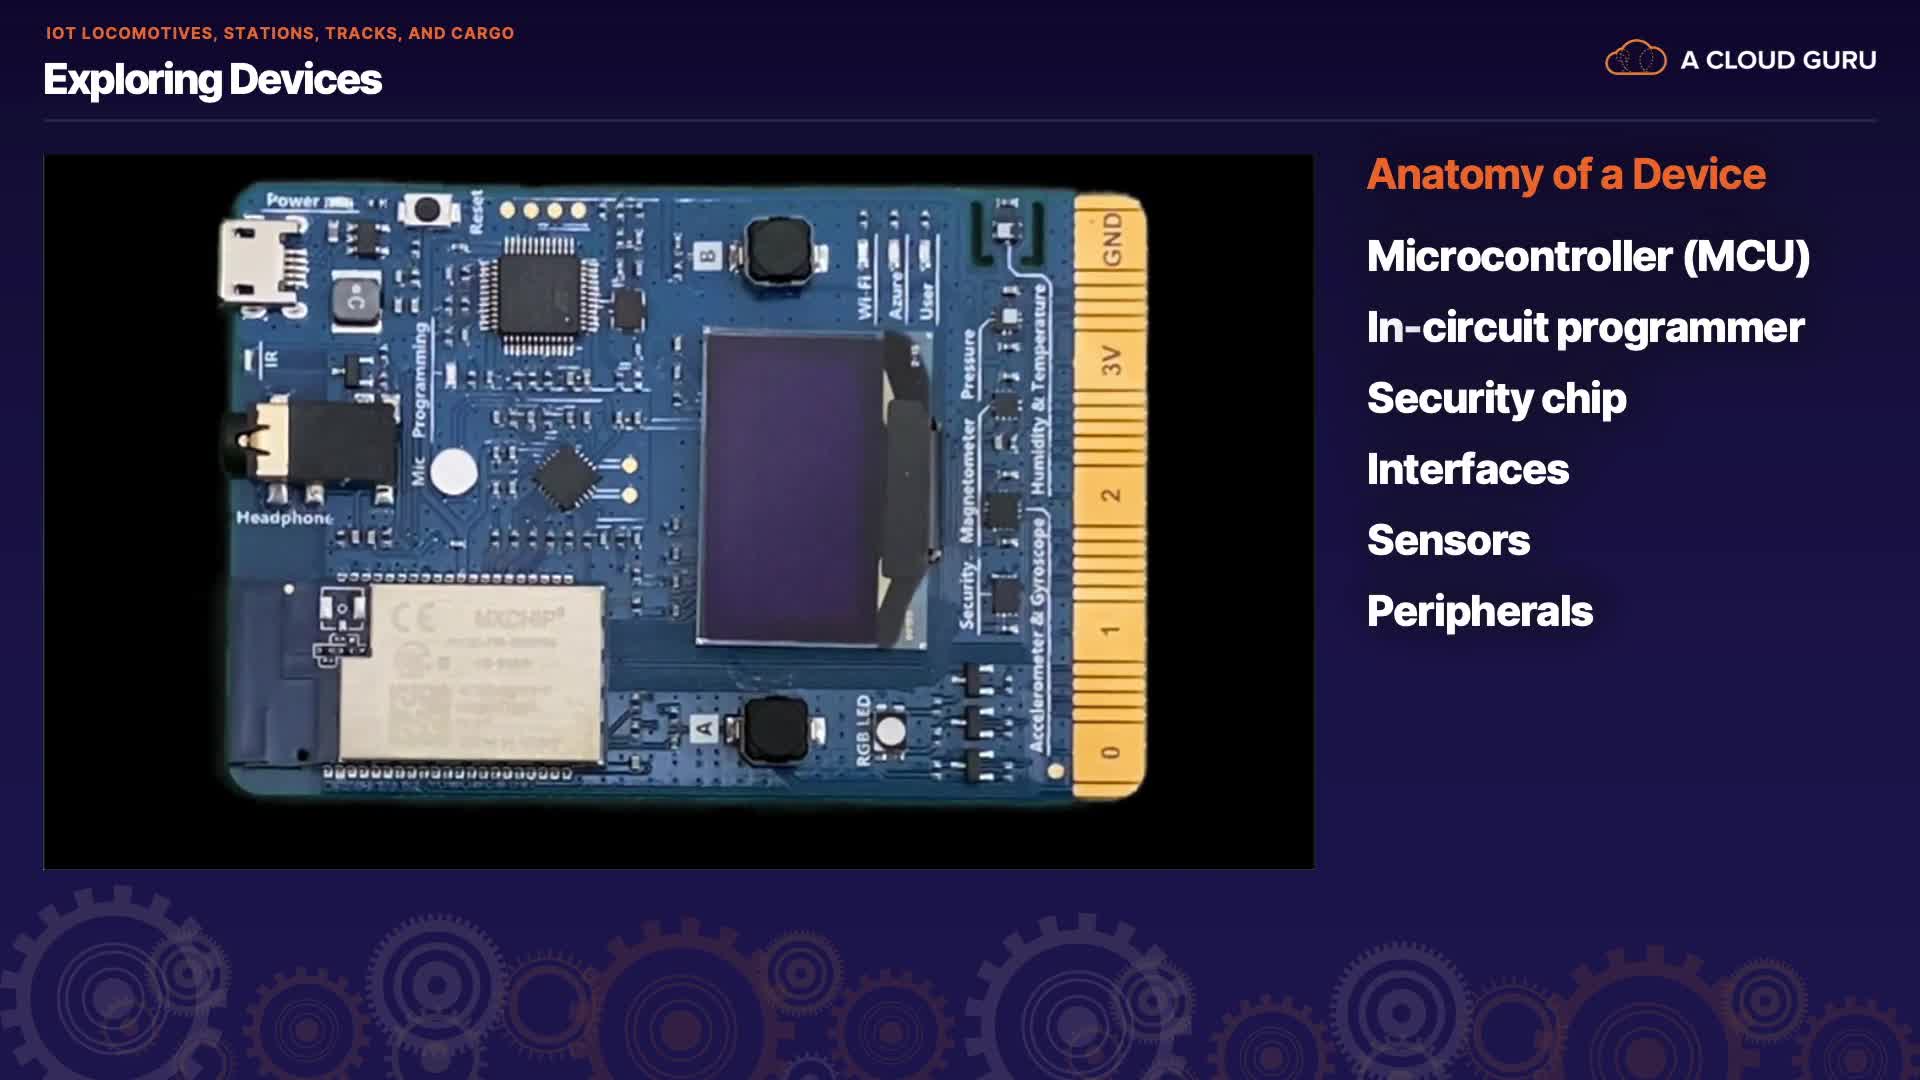 IOT LOCOMOTIVES, STATIONS, TRACKS, AND CARGO
Exploring Devices
A CLOUD GURU
Anatomy of a Device
Microcontroller (MCU)
In-circuit programmer
Security chip
Interfaces
Sensors
Peripherals
Power
Reset
B
Wi-Fi
Azure
User
GND
C
IR
Mic
Programming
Pressure
Humidity & Temperature
3V
Headphone
Magnetometer
2
Security
Accelerometer & Gyroscope
1
CE
MXCHIP
A
RGB LED
0